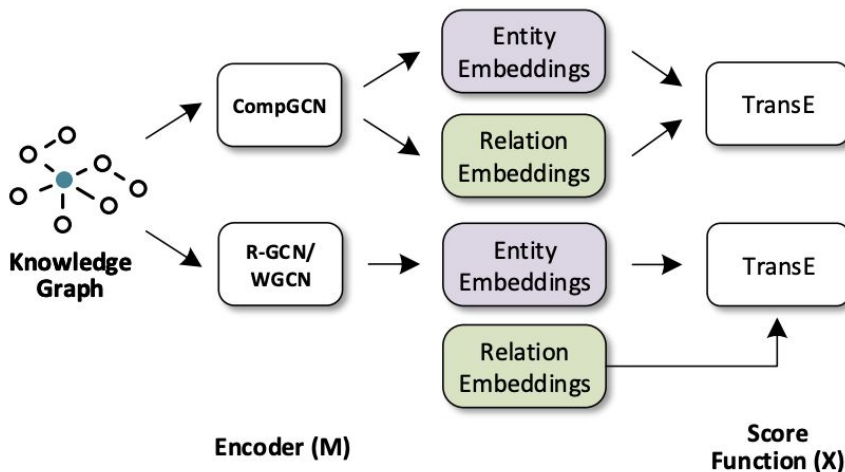 Knowledge
Graph
CompGCN
R-GCN/
WGCN
Entity
Embeddings
Relation
Embeddings
Entity
Embeddings
Relation
Embeddings
TransE
TransE
Encoder (M)
Score
Function (X)